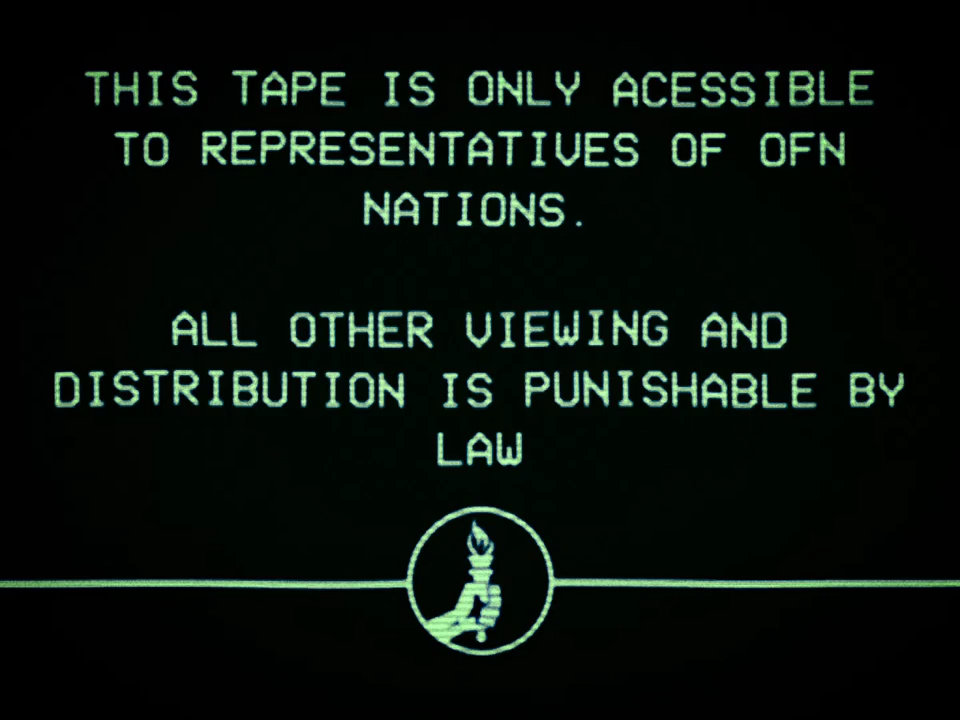 THIS TAPE IS ONLY ACESSIBLE
TO REPRESENTATIVES OF OFN
NATIONS.
ALL OTHER VIEWING AND
DISTRIBUTION IS PUNISHABLE BY
LAW